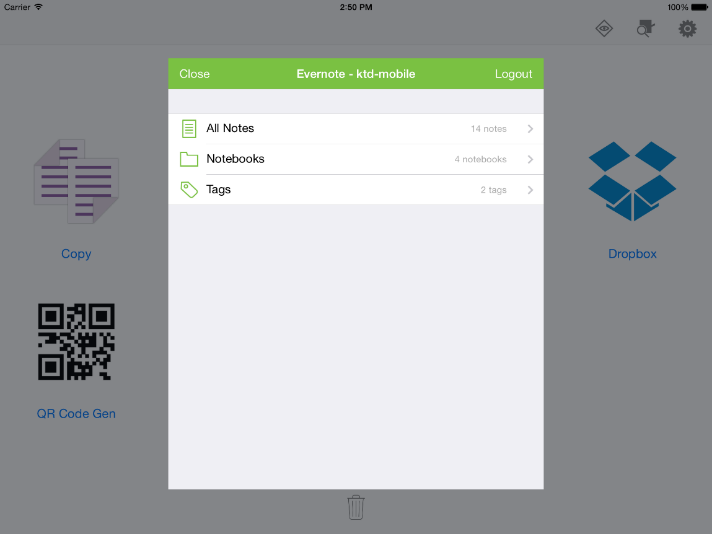 Carrier 2:50 PM 100%
Close Evernote - ktd-mobile Logout
All Notes 14 notes
Notebooks 4 notebooks
Tags 2 tags
Copy Dropbox
QR Code Gen